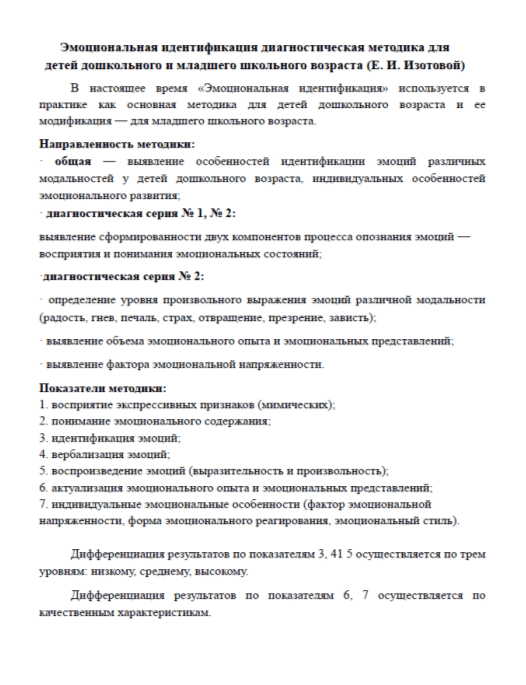 Эмоциональная идентификация диагностическая методика для
детей дошкольного и младшего школьного возраста (Е. И. Изотовой)
В настоящее время «Эмоциональная идентификация» используется в
практике как основная методика для детей дошкольного возраста и ее
модификация — для младшего школьного возраста.
Направленность методики:
· общая — выявление особенностей идентификации эмоций различных
модальностей у детей дошкольного возраста, индивидуальных особенностей
эмоционального развития;
· диагностическая серия № 1, № 2:
выявление сформированности двух компонентов процесса опознания эмоций —
восприятия и понимания эмоциональных состояний;
·диагностическая серия № 2:
· определение уровня произвольного выражения эмоций различной модальности
(радость, гнев, печаль, страх, отвращение, презрение, зависть);
· выявление объема эмоционального опыта и эмоциональных представлений;
· выявление фактора эмоциональной напряженности.
Показатели методики:
1. восприятие экспрессивных признаков (мимических);
2. понимание эмоционального содержания;
3. идентификация эмоций;
4. вербализация эмоций;
5. воспроизведение эмоций (выразительность и произвольность);
6. актуализация эмоционального опыта и эмоциональных представлений;
7. индивидуальные эмоциональные особенности (фактор эмоциональной
напряженности, форма эмоционального реагирования, эмоциональный стиль).
Дифференциация результатов по показателям 3, 41 5 осуществляется по трем
уровням: низкому, среднему, высокому.
Дифференциация результатов по показателям 6, 7 осуществляется по
качественным характеристикам.